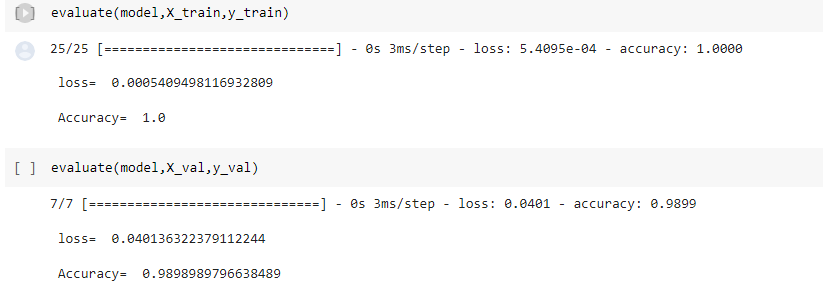 evaluate(model,X_train,y_train)
25/25 [==============================] - 0s 3ms/step - loss: 5.4095e-04 - accuracy: 1.0000
loss=  0.0005409498116932809
Accuracy=  1.0
[ ] evaluate(model,X_val,y_val)
7/7 [==============================] - 0s 3ms/step - loss: 0.0401 - accuracy: 0.9899
loss=  0.040136322379112244
Accuracy=  0.9898989796638489